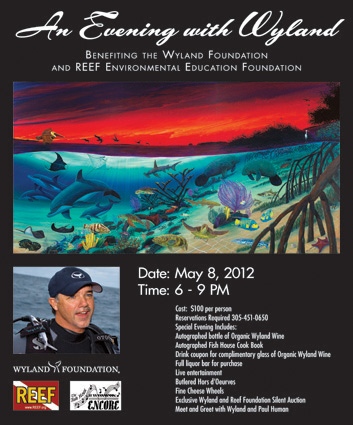 An Evening with Wyland
Benefiting the Wyland Foundation
and REEF Environmental Education Foundation
Date: May 8, 2012
Time: 6 - 9 PM
Cost: $100 per person
Reservations Required 305-451-0650
Special Evening Includes:
Autographed bottle of Organic Wyland Wine
Autographed Fish House Cook Book
Drink coupon for complimentary glass of Organic Wyland Wine
Full liquor bar for purchase
Live entertainment
Butlered Hors d'Oeurves
Fine Cheese Wheels
Exclusive Wyland and Reef Foundation Silent Auction
Meet and Greet with Wyland and Paul Human
WYLAND FOUNDATION
REEF
www.REEF.org
ENCORE